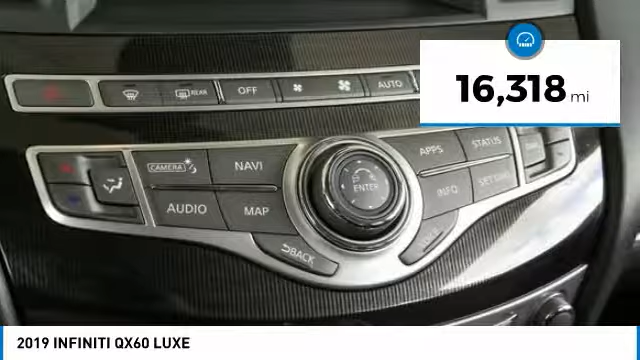 16,318 mi
REAR OFF AUTO
CAMERA NAVI APPS STATUS
ENTER
AUDIO MAP INFO SETTING
BACK
2019 INFINITI QX60 LUXE